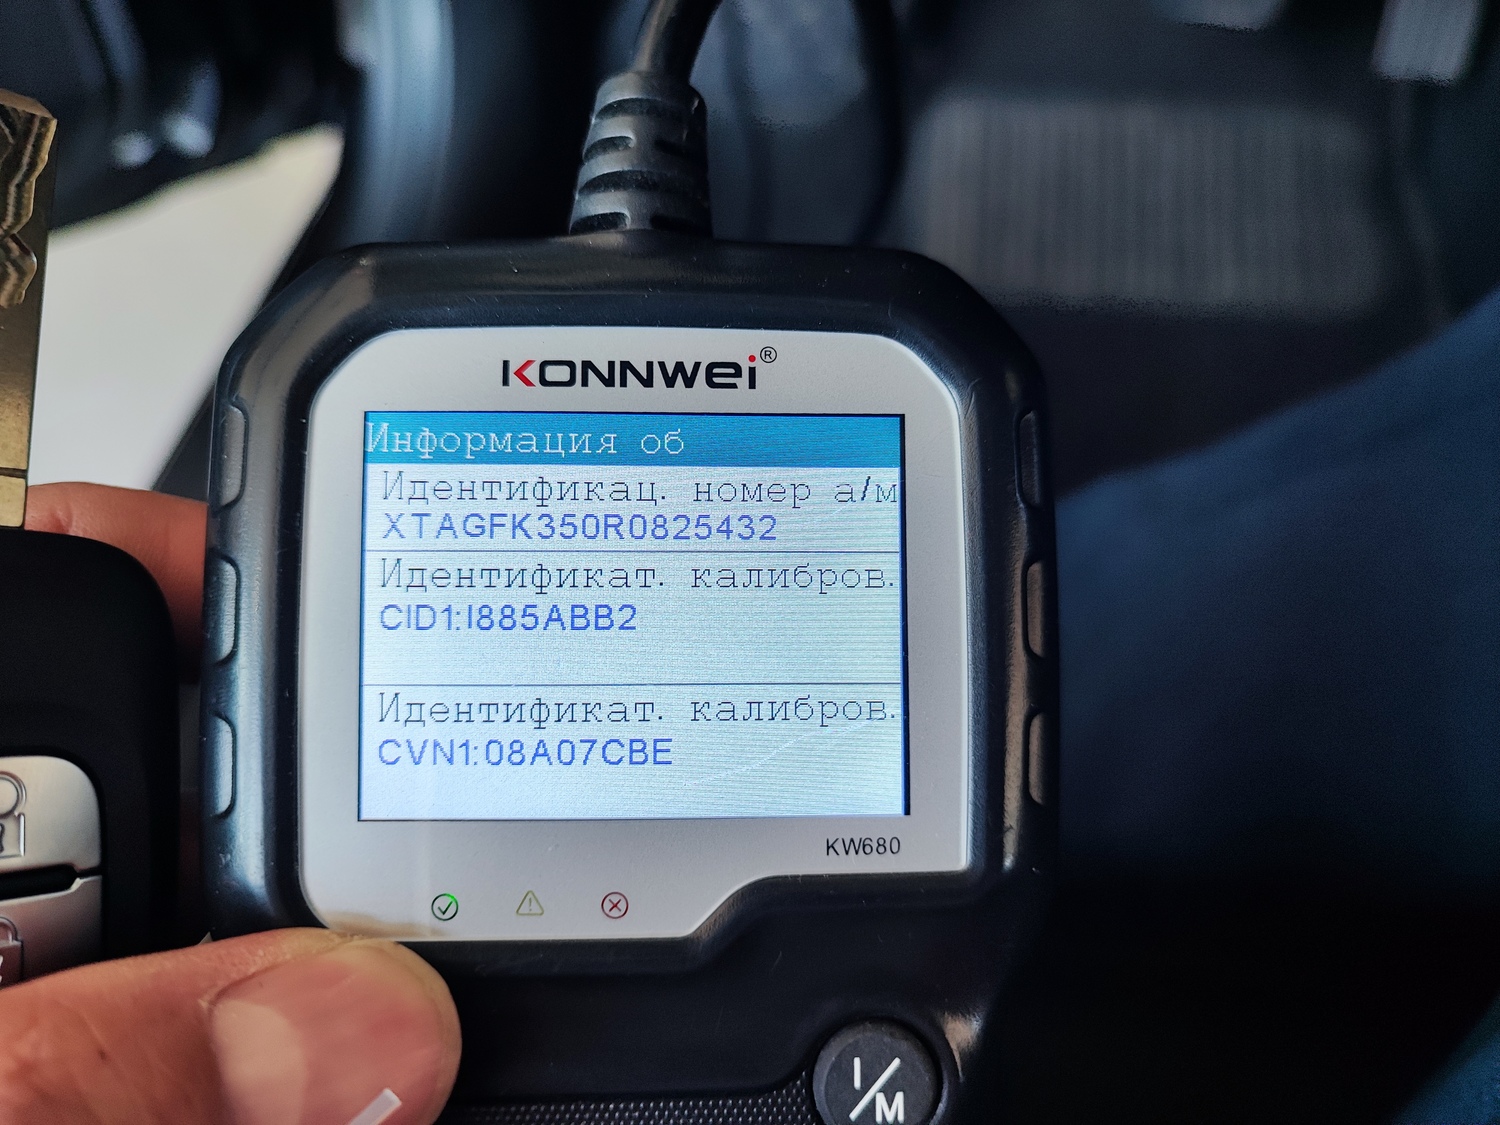 KONNWEI®
Информация об
Идентификац. номер а/м
XTAGFK350R0825432
Идентификат. калибров.
CID1:I885ABB2
Идентификат. калибров.
CVN1:08A07CBE
KW680
I/M